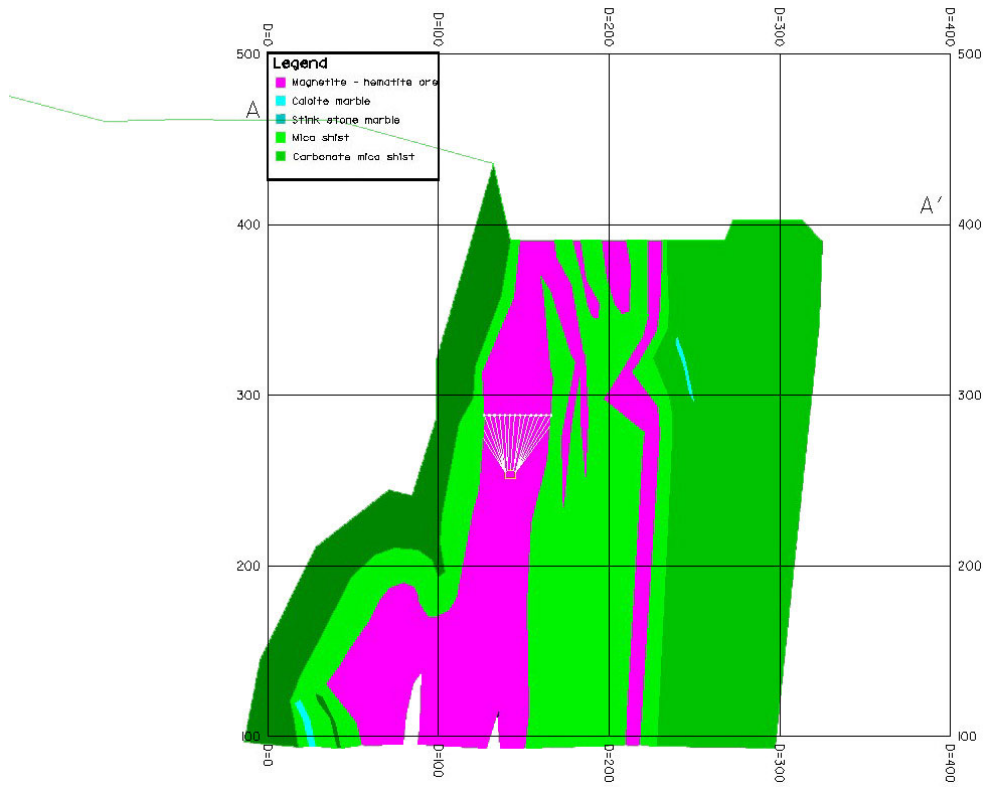 D=0
D=100
D=200
D=300
D=400
500
500
Legend
Magnetite - hematite ore
Calcite marble
Stink stone marble
Mica shist
Carbonate mica shist
A
A'
400
400
300
300
200
200
100
100
D=0
D=100
D=200
D=300
D=400